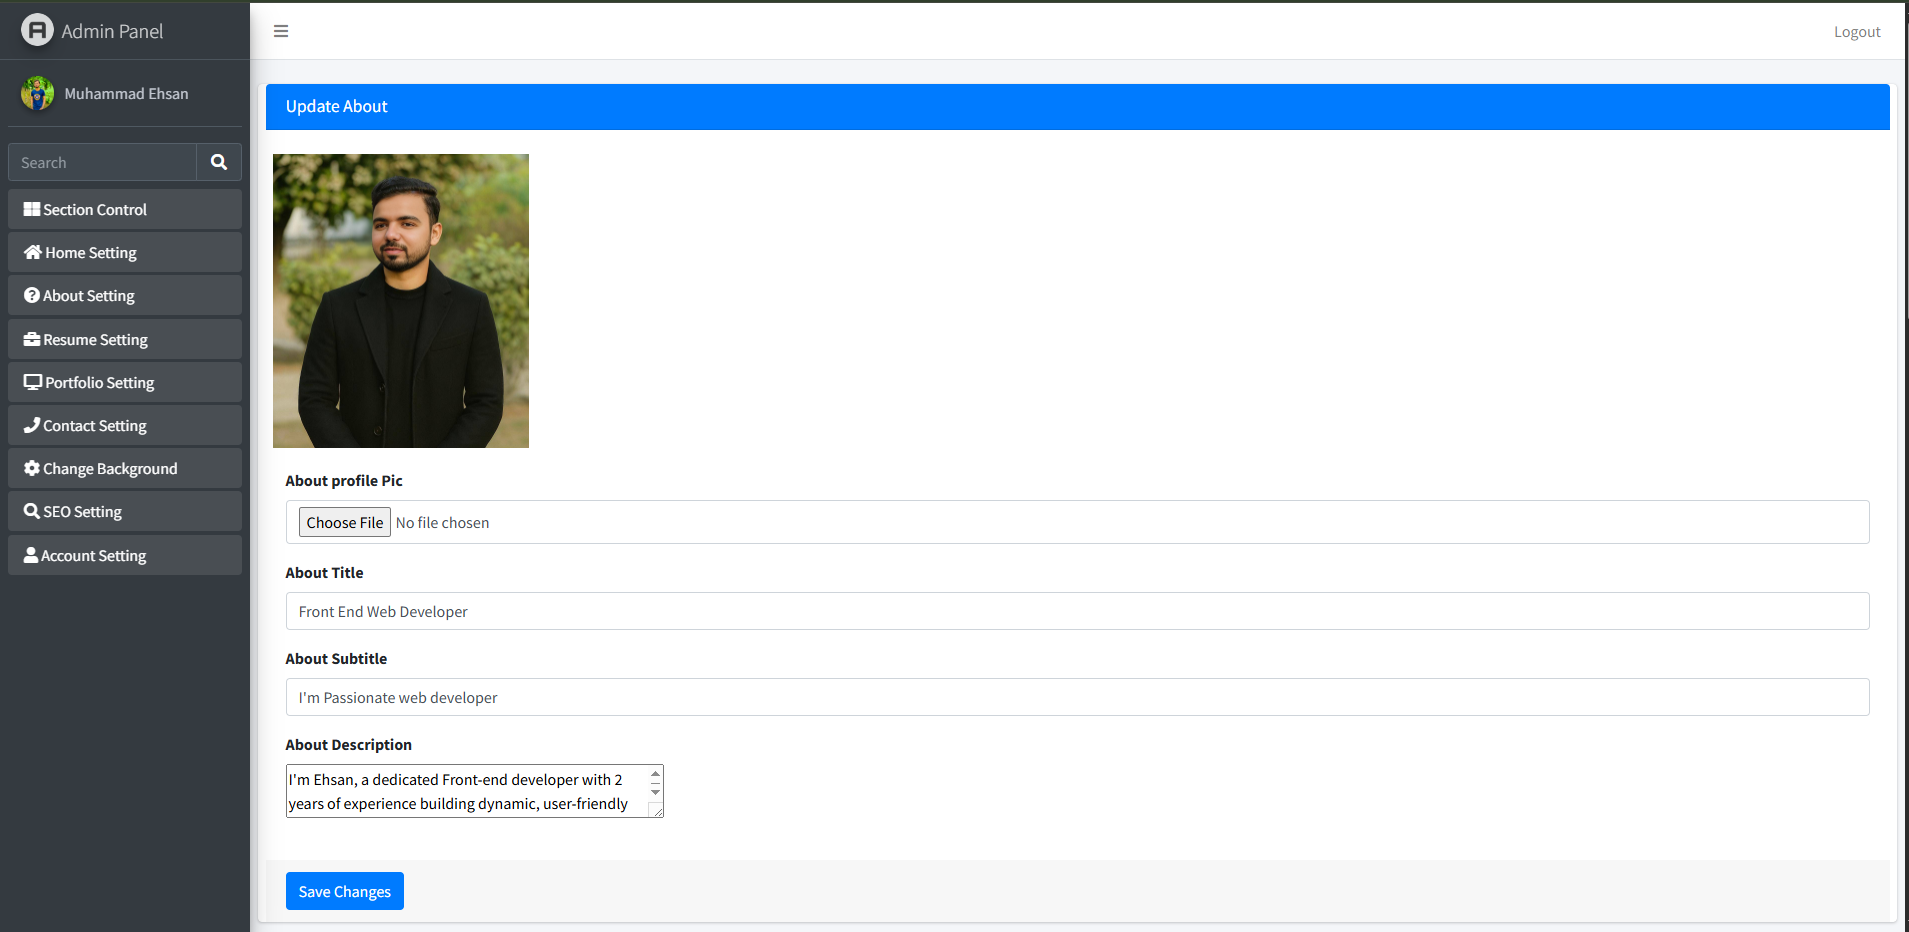 Admin Panel
Logout
Muhammad Ehsan
Search
Section Control
Home Setting
About Setting
Resume Setting
Portfolio Setting
Contact Setting
Change Background
SEO Setting
Account Setting
Update About
About profile Pic
Choose File No file chosen
About Title
Front End Web Developer
About Subtitle
I'm Passionate web developer
About Description
I'm Ehsan, a dedicated Front-end developer with 2
years of experience building dynamic, user-friendly
Save Changes